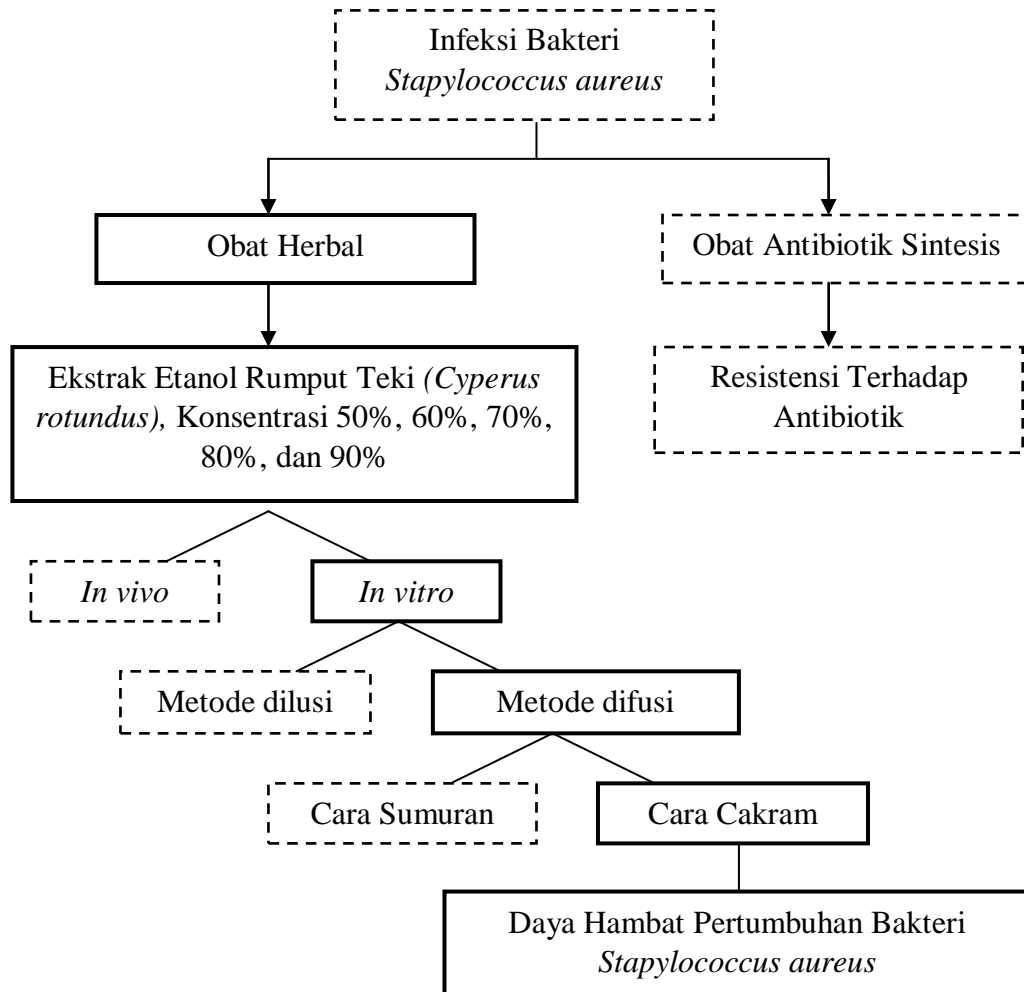 Infeksi Bakteri
Stapylococcus aureus
Obat Herbal
Obat Antibiotik Sintesis
Ekstrak Etanol Rumput Teki (Cyperus
rotundus), Konsentrasi 50%, 60%, 70%,
80%, dan 90%
Resistensi Terhadap
Antibiotik
In vivo
In vitro
Metode dilusi
Metode difusi
Cara Sumuran
Cara Cakram
Daya Hambat Pertumbuhan Bakteri
Stapylococcus aureus